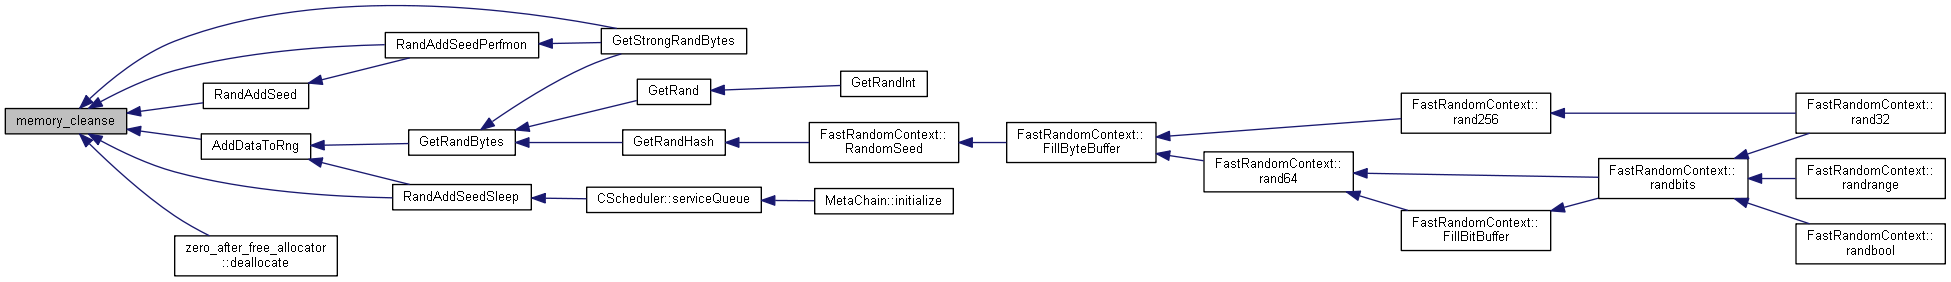 memory_cleanse
GetStrongRandBytes
RandAddSeedPerfmon
RandAddSeed
AddDataToRng
RandAddSeedSleep
zero_after_free_allocator
::deallocate
GetRandBytes
GetRand
GetRandInt
GetRandHash
CScheduler::serviceQueue
MetaChain::initialize
FastRandomContext::
RandomSeed
FastRandomContext::
FillByteBuffer
FastRandomContext::
rand256
FastRandomContext::
rand64
FastRandomContext::
FillBitBuffer
FastRandomContext::
randbits
FastRandomContext::
rand32
FastRandomContext::
randrange
FastRandomContext::
randbool